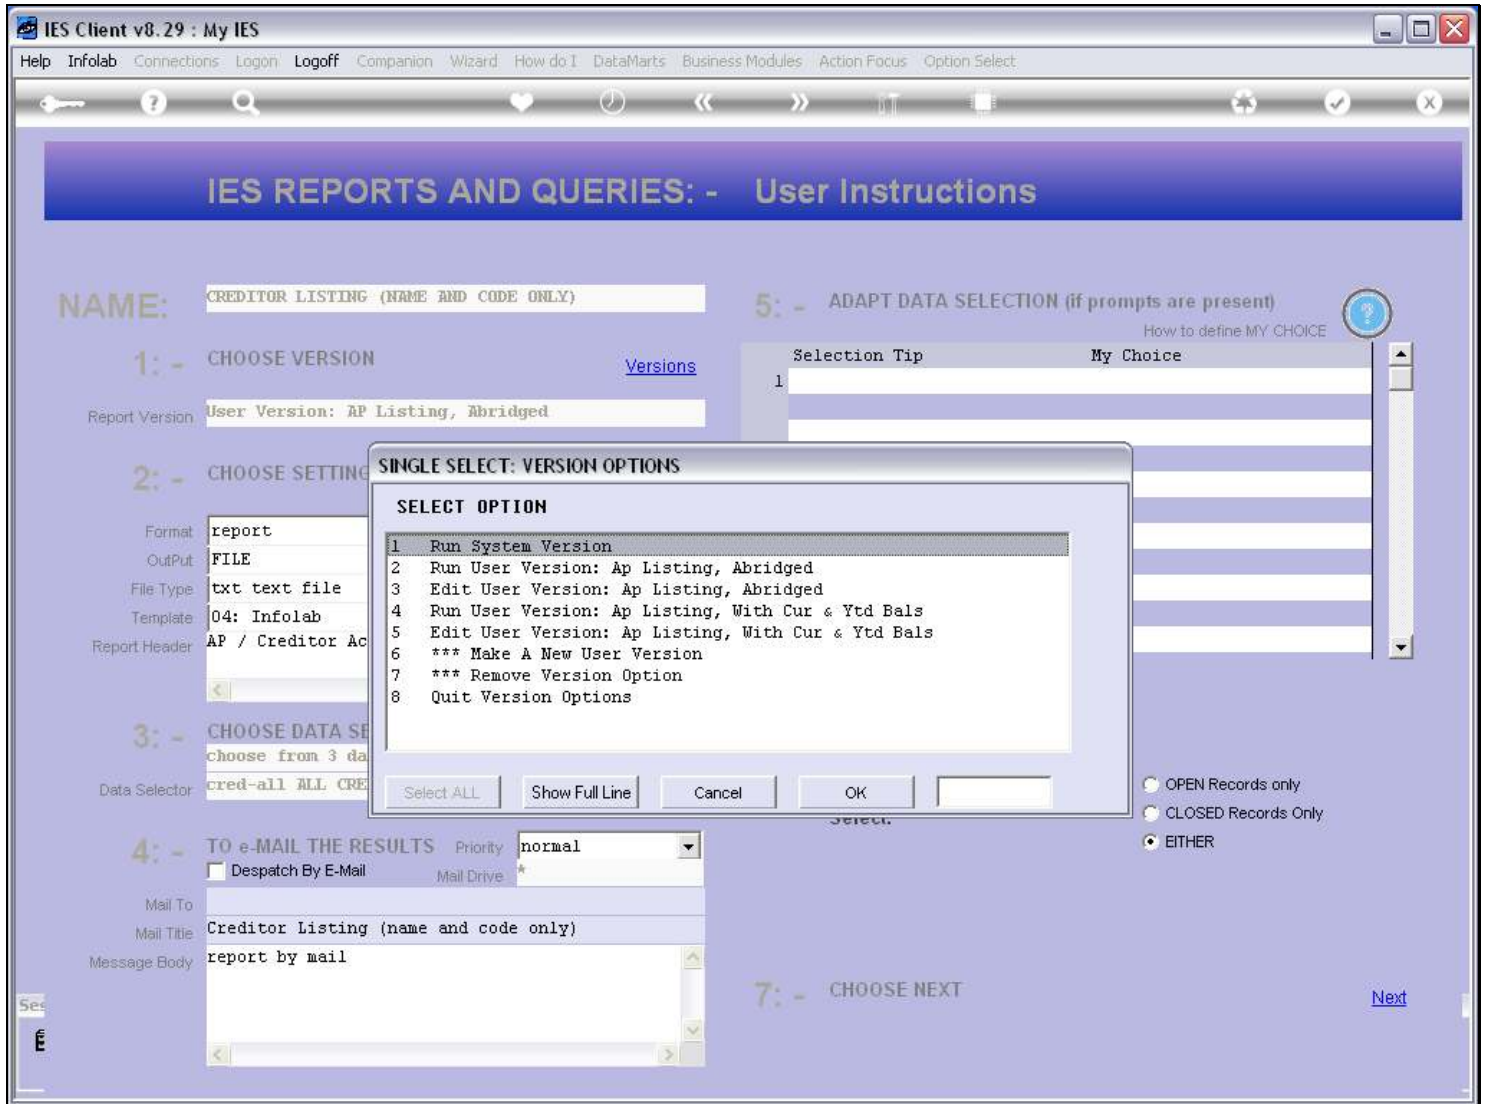 IES Client v8.29 : My IES
Help Infolab Connections Logon Logoff Companion Wizard How do I DataMarts Business Modules Action Focus Option Select
IES REPORTS AND QUERIES: - User Instructions
NAME: CREDITOR LISTING (NAME AND CODE ONLY)
5: - ADAPT DATA SELECTION (if prompts are present)
How to define MY CHOICE
1: - CHOOSE VERSION Versions
Selection Tip My Choice
1
Report Version User Version: AP Listing, Abridged
2: - CHOOSE SETTING
Format report
OutPut FILE
File Type txt text file
Template 04: Infolab
Report Header AP / Creditor Ac
SINGLE SELECT: VERSION OPTIONS
SELECT OPTION
1 Run System Version
2 Run User Version: Ap Listing, Abridged
3 Edit User Version: Ap Listing, Abridged
4 Run User Version: Ap Listing, With Cur & Ytd Bals
5 Edit User Version: Ap Listing, With Cur & Ytd Bals
6 *** Make A New User Version
7 *** Remove Version Option
8 Quit Version Options
Select ALL Show Full Line Cancel OK
3: - CHOOSE DATA SE
choose from 3 da
Data Selector cred-all ALL CRE
Select:
OPEN Records only
CLOSED Records Only
EITHER
4: - TO e-MAIL THE RESULTS Priority normal
Despatch By E-Mail Mail Drive *
Mail To
Mail Title Creditor Listing (name and code only)
Message Body report by mail
7: - CHOOSE NEXT Next
Ses